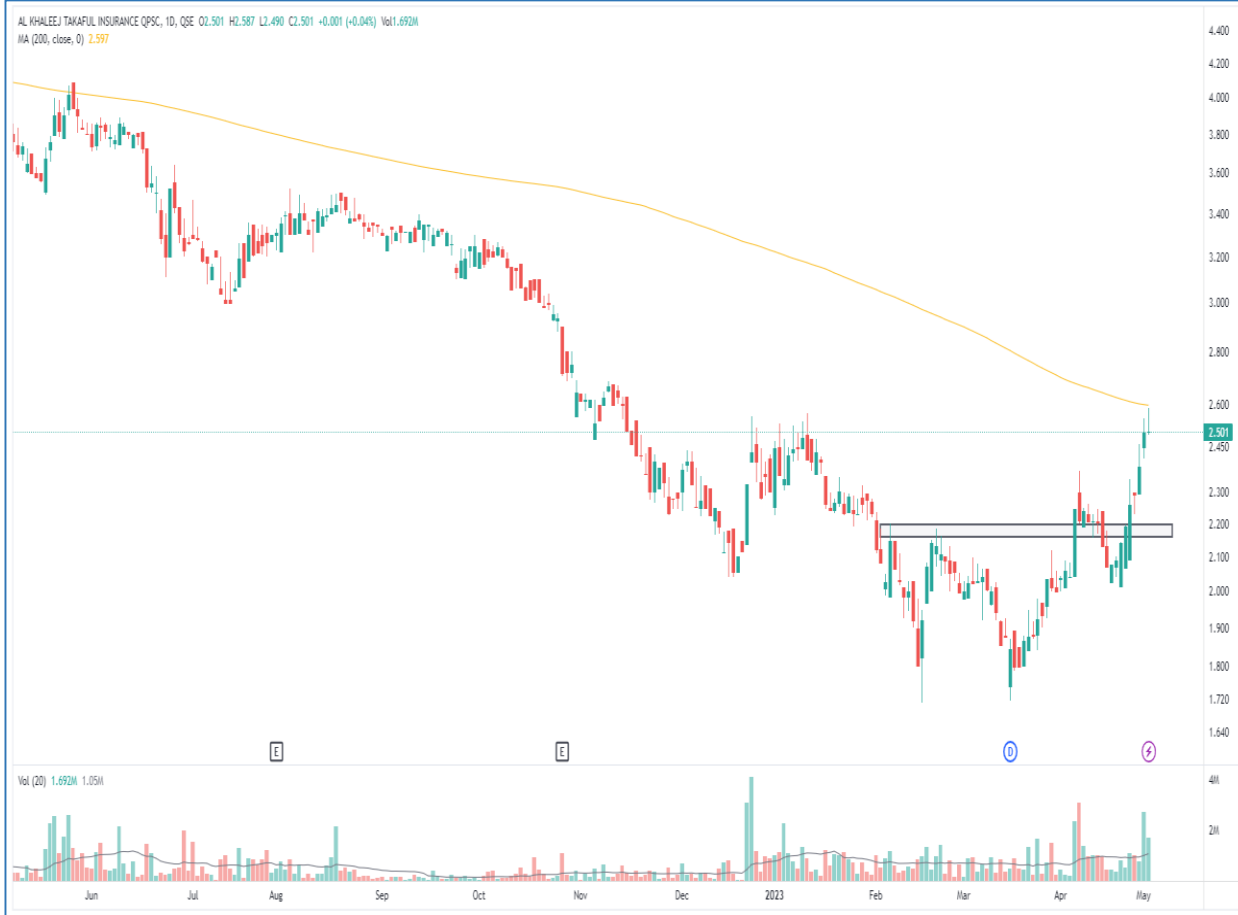 AL KHALEEJ TAKAFUL INSURANCE QPSC, 1D, QSE O2.501 H2.587 L2.490 C2.501 +0.001 (+0.04%) Vol1.692M
MA (200, close, 0) 2.597
4.400
4.200
4.000
3.800
3.600
3.400
3.200
3.000
2.800
2.600
2.501
2.450
2.300
2.200
2.100
2.000
1.900
1.800
1.720
1.640
E E D
Vol (20) 1.692M 1.05M
4M
2M
Jun Jul Aug Sep Oct Nov Dec 2023 Feb Mar Apr May